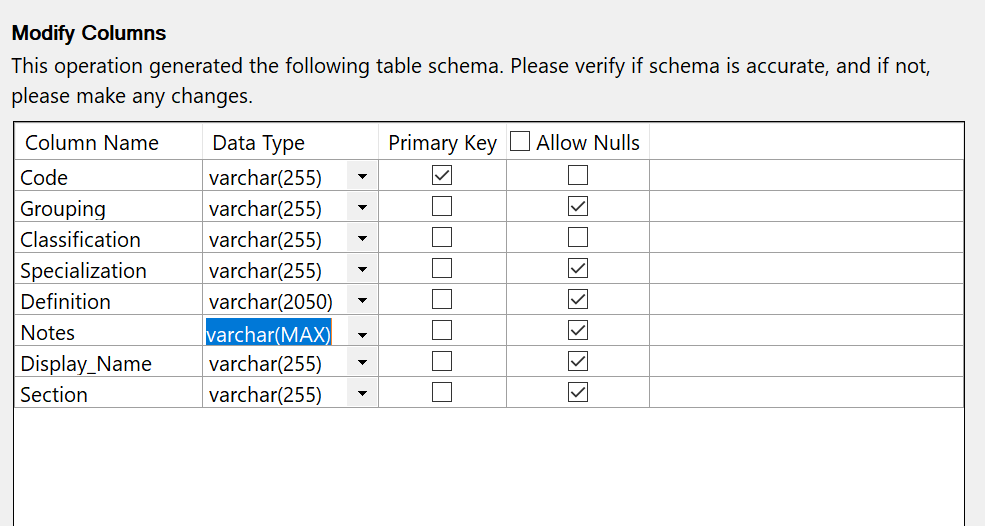 Modify Columns
This operation generated the following table schema. Please verify if schema is accurate, and if not,
please make any changes.
Column Name Data Type Primary Key Allow Nulls
Code varchar(255)
Grouping varchar(255)
Classification varchar(255)
Specialization varchar(255)
Definition varchar(2050)
Notes varchar(MAX)
Display_Name varchar(255)
Section varchar(255)